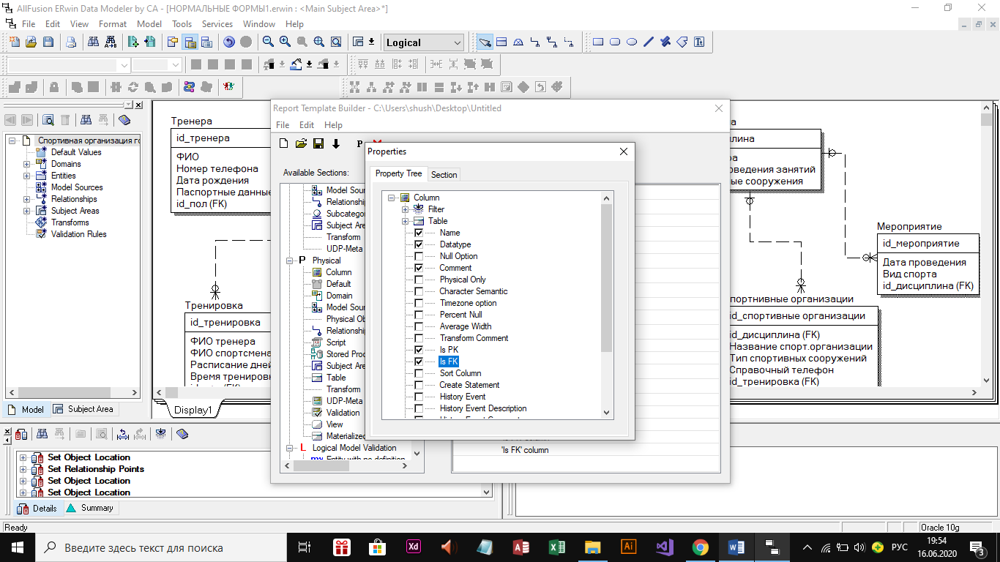 AllFusion ERwin Data Modeler by CA - [НОРМАЛЬНЫЕ ФОРМЫ1.erwin : <Main Subject Area>*]
File Edit View Format Model Tools Services Window Help
Logical
Спортивная организация го
Default Values
Domains
Entities
Model Sources
Relationships
Subject Areas
Transforms
Validation Rules
Model Subject Area
Тренера
id_тренера
ФИО
Номер телефона
Дата рождения
Паспортные данные
id_пол (FK)
Тренировка
id_тренировка
ФИО тренера
ФИО спортсмена
Расписание дней
Время тренировк
Display1
Report Template Builder - C:\Users\shush\Desktop\Untitled
File Edit Help
Available Sections:
Model Sour
Relationship
Subcatego
Subject Are
Transform
UDP-Meta
Physical
Column
Default
Domain
Model Sour
Physical Ob
Relationship
Script
Stored Proc
Subject Are
Table
Transform
UDP-Meta
Validation
View
Materialized
Logical Model Validation
Entity with no definition
Properties
Property Tree Section
Column
Filter
Table
Name
Datatype
Null Option
Comment
Physical Only
Character Semantic
Timezone option
Percent Null
Average Width
Transform Comment
Is PK
Is FK
Sort Column
Create Statement
History Event
History Event Description
'Is FK' column
а
лина
ра
роведения занятий
ные сооружения
Мероприятие
id_мероприятие
Дата проведения
Вид спорта
id_дисциплина (FK)
портнивные организации
id_спортивные организации
id_дисциплина (FK)
Название спорт.организации
Тип спортивных сооружений
Справочный телефон
id_тренировка (FK)
Set Object Location
Set Relationship Points
Set Object Location
Set Object Location
Details Summary
Ready
Oracle 10g
Введите здесь текст для поиска
РУС
19:54
16.06.2020
3